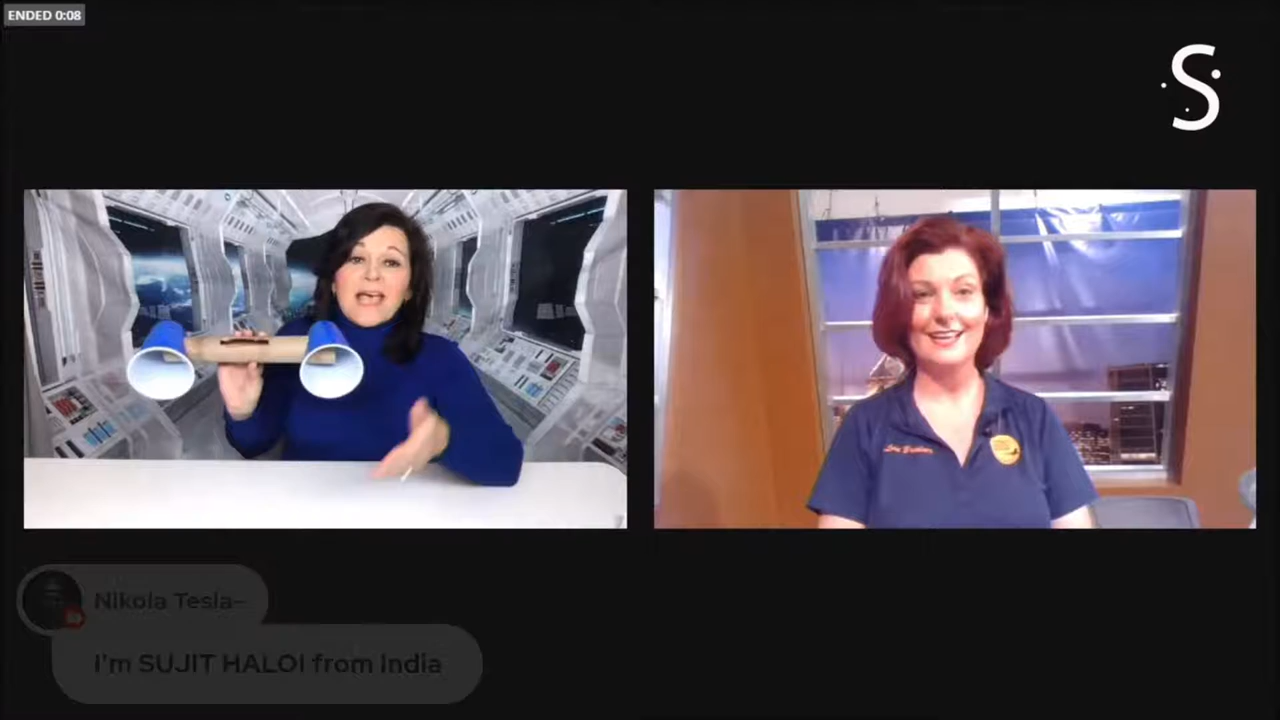 ENDED 0:08
S
Nikola Tesla-
I'm SUJIT HALOI from India